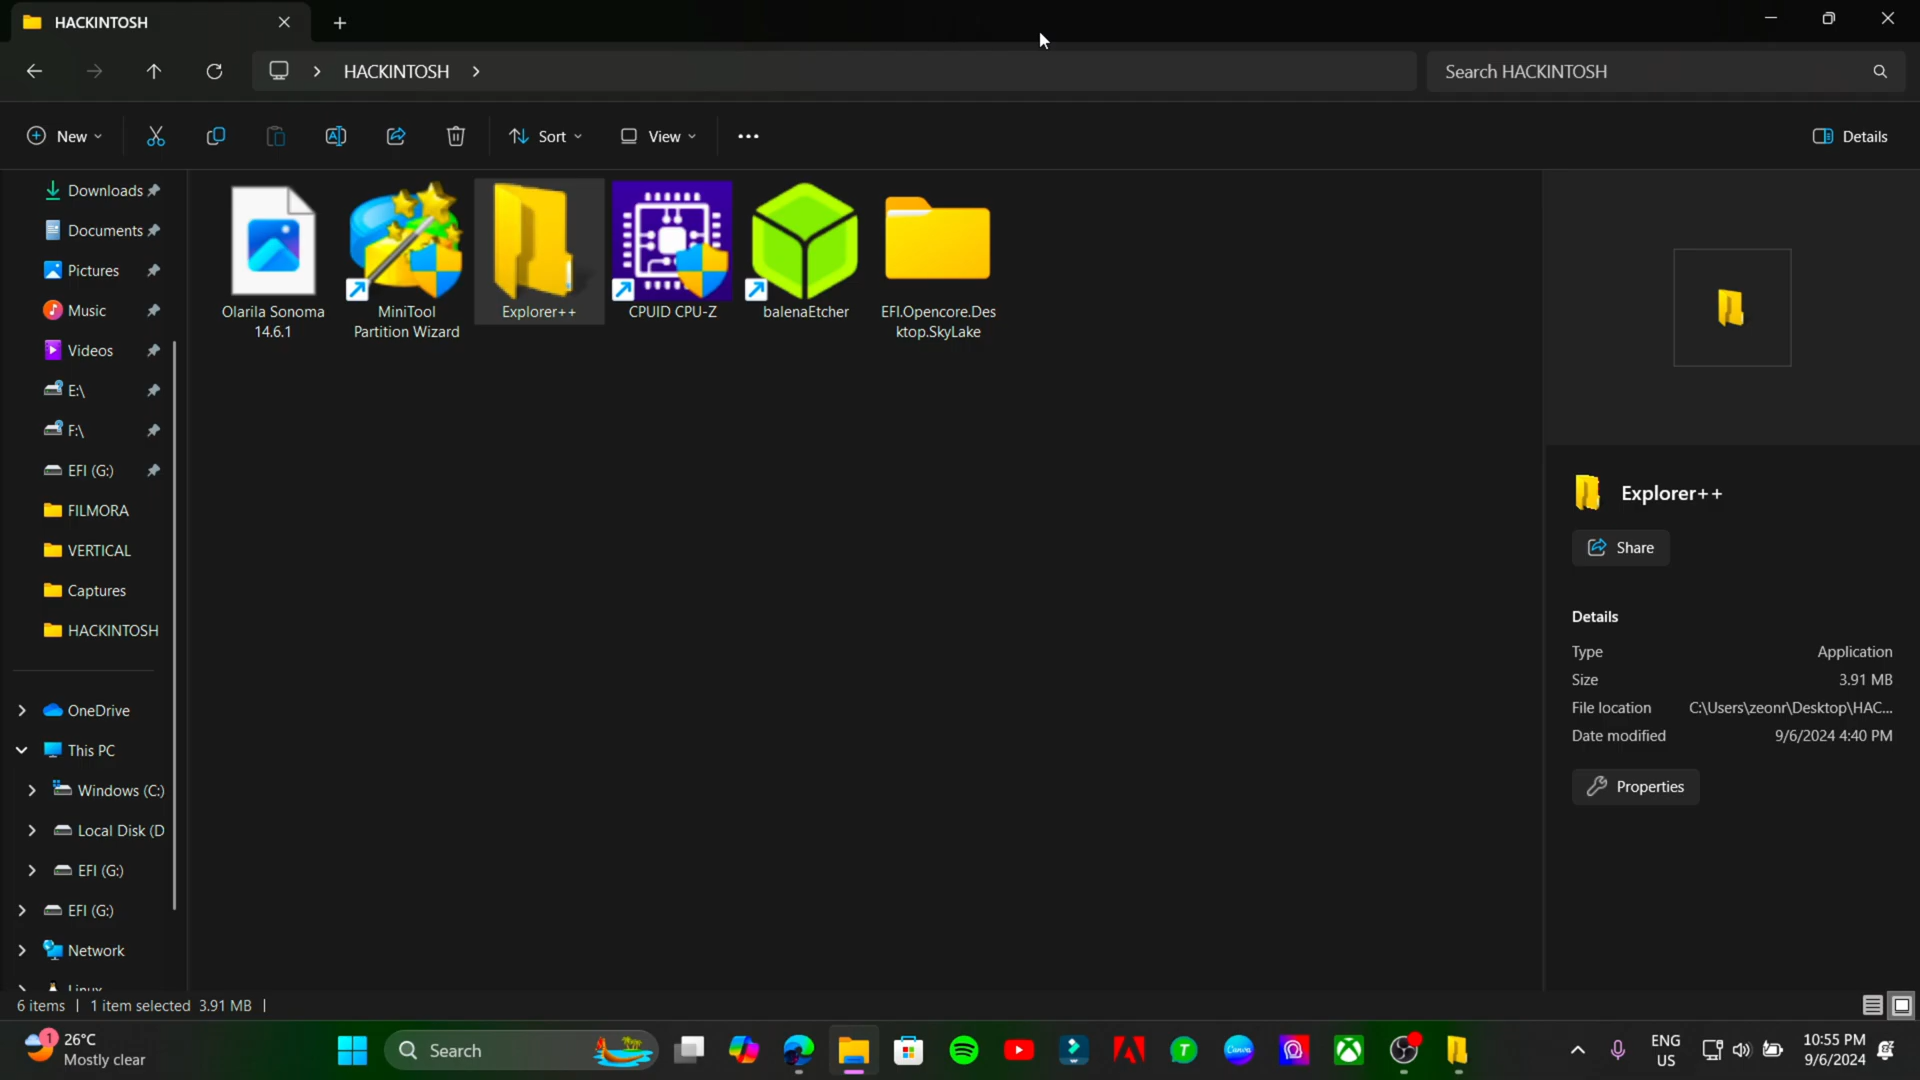 HACKINTOSH
HACKINTOSH
Search HACKINTOSH
New
Sort
View
Details
Downloads
Documents
Pictures
Music
Videos
E:\
F:\
EFI (G:)
FILMORA
VERTICAL
Captures
HACKINTOSH
OneDrive
This PC
Windows (C:)
Local Disk (D
EFI (G:)
EFI (G:)
Network
Linux
Olarila Sonoma
14.6.1
MiniTool
Partition Wizard
Explorer++
CPUID CPU-Z
balenaEtcher
EFI.Opencore.Des
ktop.SkyLake
Explorer++
Share
Details
Type Application
Size 3.91 MB
File location C:\Users\zeonr\Desktop\HAC...
Date modified 9/6/2024 4:40 PM
Properties
6 items | 1 item selected 3.91 MB |
1
26°C
Mostly clear
Search
T
Canva
ENG
US
10:55 PM
9/6/2024